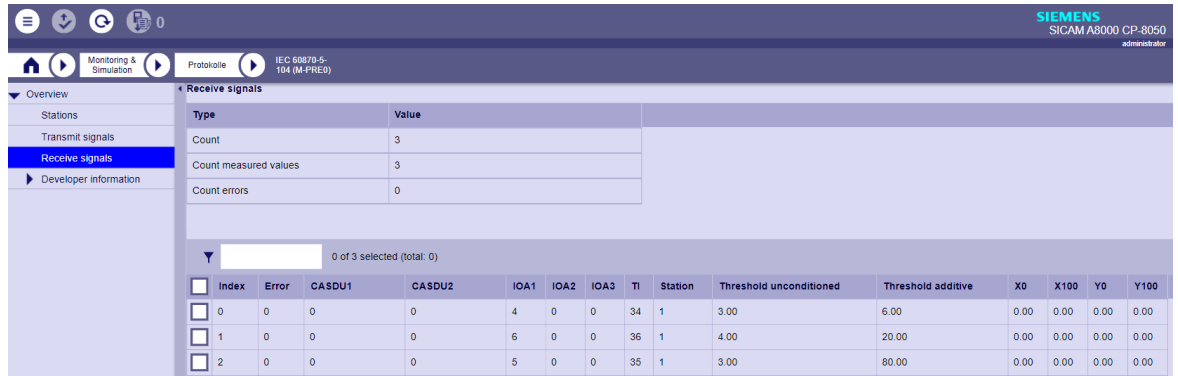 0
SIEMENS
SICAM A8000 CP-8050
administrator
Monitoring & Simulation
Protokolle
IEC 60870-5-104 (M-PRE0)
Overview
Stations
Transmit signals
Receive signals
Developer information
Receive signals
Type Value
Count 3
Count measured values 3
Count errors 0
0 of 3 selected (total: 0)
Index Error CASDU1 CASDU2 IOA1 IOA2 IOA3 TI Station Threshold unconditioned Threshold additive X0 X100 Y0 Y100
0 0 0 0 4 0 0 34 1 3.00 6.00 0.00 0.00 0.00 0.00
1 0 0 0 6 0 0 36 1 4.00 20.00 0.00 0.00 0.00 0.00
2 0 0 0 5 0 0 35 1 3.00 80.00 0.00 0.00 0.00 0.00